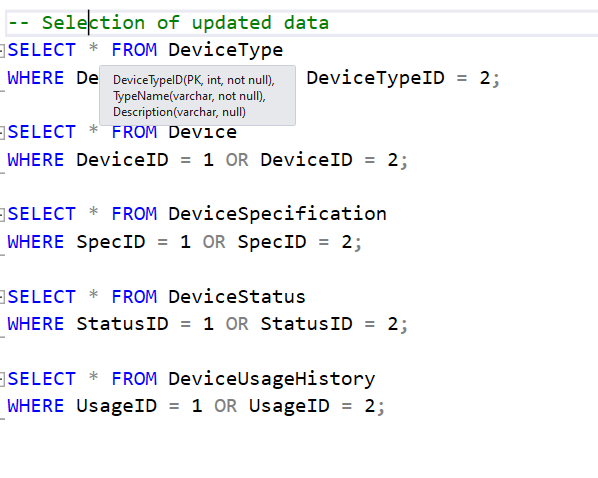 -- Selection of updated data
SELECT * FROM DeviceType
WHERE De DeviceTypeID = 2;
DeviceTypeID(PK, int, not null),
TypeName(varchar, not null),
Description(varchar, null)
SELECT * FROM Device
WHERE DeviceID = 1 OR DeviceID = 2;
SELECT * FROM DeviceSpecification
WHERE SpecID = 1 OR SpecID = 2;
SELECT * FROM DeviceStatus
WHERE StatusID = 1 OR StatusID = 2;
SELECT * FROM DeviceUsageHistory
WHERE UsageID = 1 OR UsageID = 2;